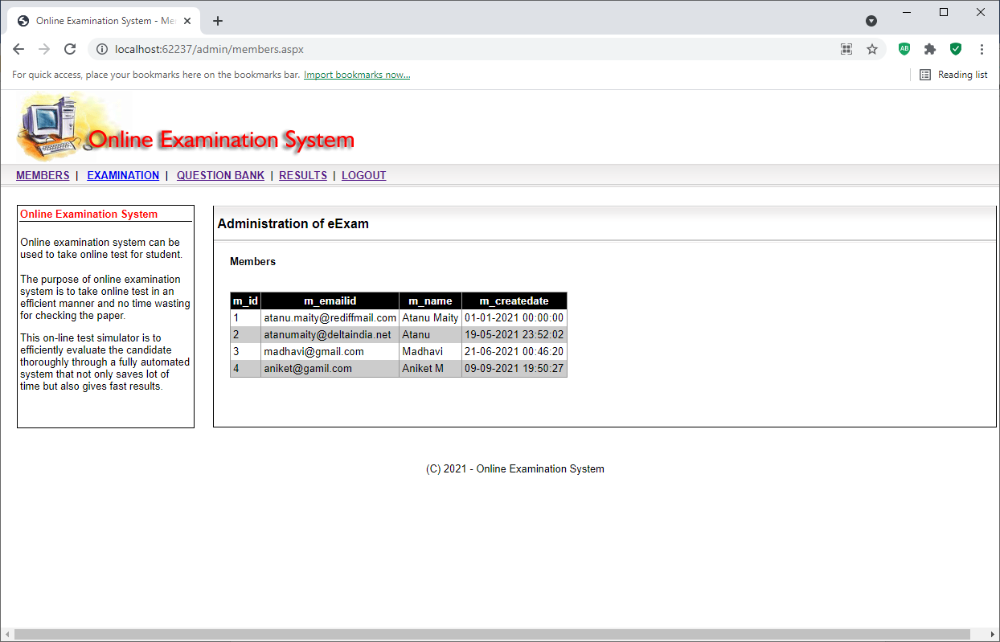 Online Examination System - Me
localhost:62237/admin/members.aspx
AB
For quick access, place your bookmarks here on the bookmarks bar. Import bookmarks now...
Reading list
Online Examination System
MEMBERS | EXAMINATION | QUESTION BANK | RESULTS | LOGOUT
Online Examination System
Online examination system can be
used to take online test for student.
The purpose of online examination
system is to take online test in an
efficient manner and no time wasting
for checking the paper.
This on-line test simulator is to
efficiently evaluate the candidate
thoroughly through a fully automated
system that not only saves lot of
time but also gives fast results.
Administration of eExam
Members
m_id m_emailid m_name m_createdate
1 atanu.maity@rediffmail.com Atanu Maity 01-01-2021 00:00:00
2 atanumaity@deltaindia.net Atanu 19-05-2021 23:52:02
3 madhavi@gmail.com Madhavi 21-06-2021 00:46:20
4 aniket@gamil.com Aniket M 09-09-2021 19:50:27
(C) 2021 - Online Examination System